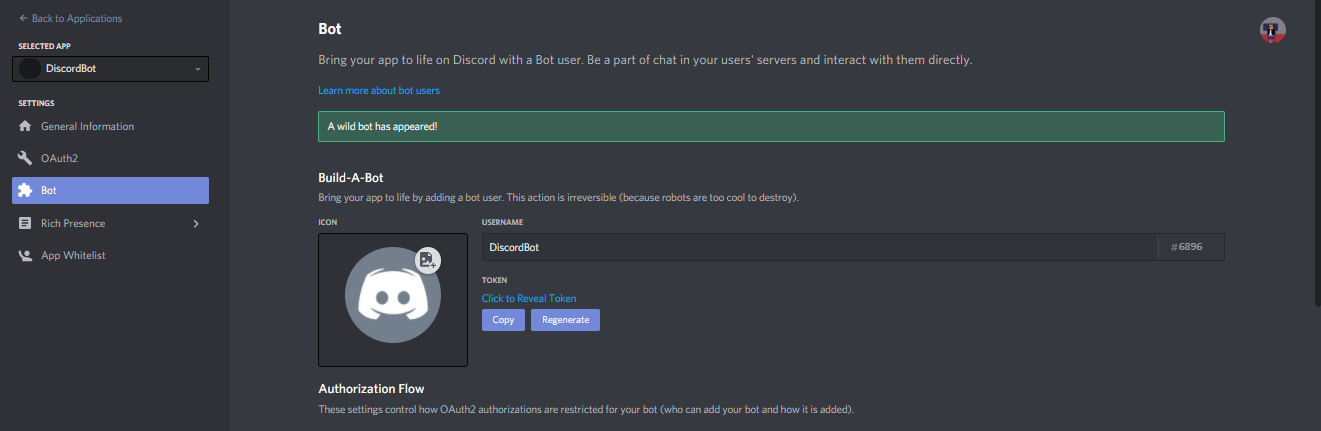 Back to Applications
SELECTED APP
DiscordBot
SETTINGS
General Information
OAuth2
Bot
Rich Presence
App Whitelist
Bot
Bring your app to life on Discord with a Bot user. Be a part of chat in your users' servers and interact with them directly.
Learn more about bot users
A wild bot has appeared!
Build-A-Bot
Bring your app to life by adding a bot user. This action is irreversible (because robots are too cool to destroy).
ICON
USERNAME
DiscordBot #6896
TOKEN
Click to Reveal Token
Copy Regenerate
Authorization Flow
These settings control how OAuth2 authorizations are restricted for your bot (who can add your bot and how it is added).